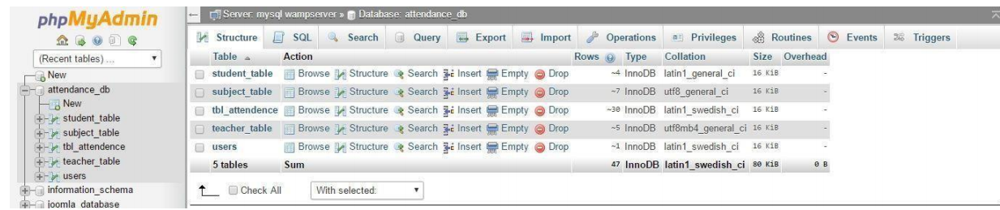 phpMyAdmin
(Recent tables) ...
New
attendance_db
New
student_table
subject_table
tbl_attendence
teacher_table
users
information_schema
joomla_database
Server: mysql wampserver » Database: attendance_db
Structure SQL Search Query Export Import Operations Privileges Routines Events Triggers
Table Action Rows Type Collation Size Overhead
student_table Browse Structure Search Insert Empty Drop ~4 InnoDB latin1_general_ci 16 KiB -
subject_table Browse Structure Search Insert Empty Drop ~7 InnoDB utf8_general_ci 16 KiB -
tbl_attendence Browse Structure Search Insert Empty Drop ~30 InnoDB latin1_swedish_ci 16 KiB -
teacher_table Browse Structure Search Insert Empty Drop ~5 InnoDB utf8mb4_general_ci 16 KiB -
users Browse Structure Search Insert Empty Drop ~1 InnoDB latin1_swedish_ci 16 KiB -
5 tables Sum 47 InnoDB latin1_swedish_ci 80 KiB 0 B
Check All With selected: